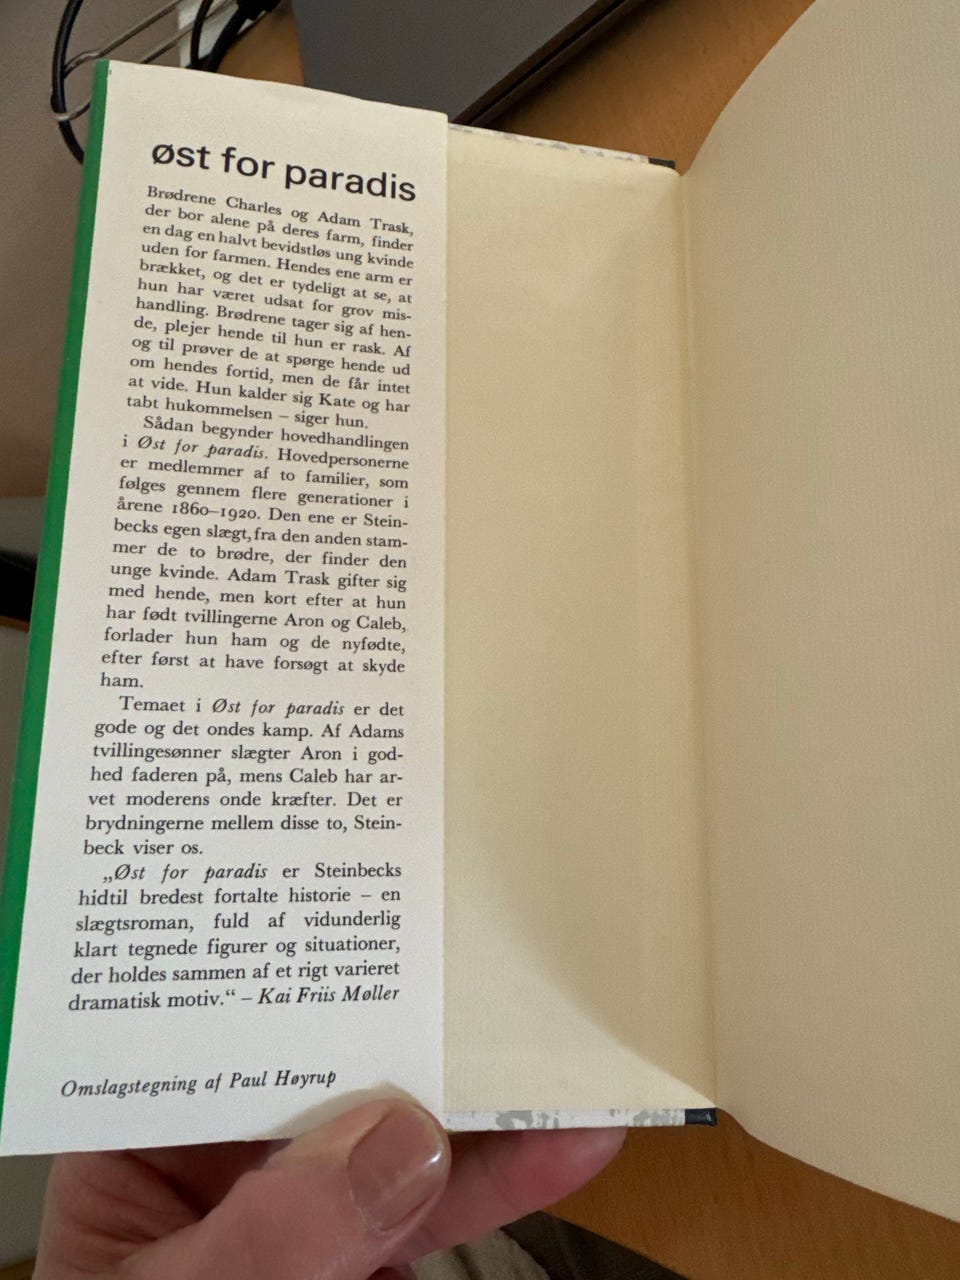 øst for paradis
Brødrene Charles og Adam Trask,
der bor alene på deres farm, finder
en dag en halvt bevidstløs ung kvinde
uden for farmen. Hendes ene arm er
brækket, og det er tydeligt at se, at
hun har været udsat for grov mis-
handling. Brødrene tager sig af hen-
de, plejer hende til hun er rask. Af
og til prøver de at spørge hende ud
om hendes fortid, men de får intet
at vide. Hun kalder sig Kate og har
tabt hukommelsen – siger hun.
Sådan begynder hovedhandlingen
i Øst for paradis. Hovedpersonerne
er medlemmer af to familier, som
følges gennem flere generationer i
årene 1860–1920. Den ene er Stein-
becks egen slægt, fra den anden stam-
mer de to brødre, der finder den
unge kvinde. Adam Trask gifter sig
med hende, men kort efter at hun
har født tvillingerne Aron og Caleb,
forlader hun ham og de nyfødte,
efter først at have forsøgt at skyde
ham.
Temaet i Øst for paradis er det
gode og det ondes kamp. Af Adams
tvillingesønner slægter Aron i god-
hed faderen på, mens Caleb har ar-
vet moderens onde kræfter. Det er
brydningerne mellem disse to, Stein-
beck viser os.
„Øst for paradis er Steinbecks
hidtil bredest fortalte historie – en
slægtsroman, fuld af vidunderlig
klart tegnede figurer og situationer,
der holdes sammen af et rigt varieret
dramatisk motiv.“ – Kai Friis Møller
Omslagstegning af Paul Høyrup